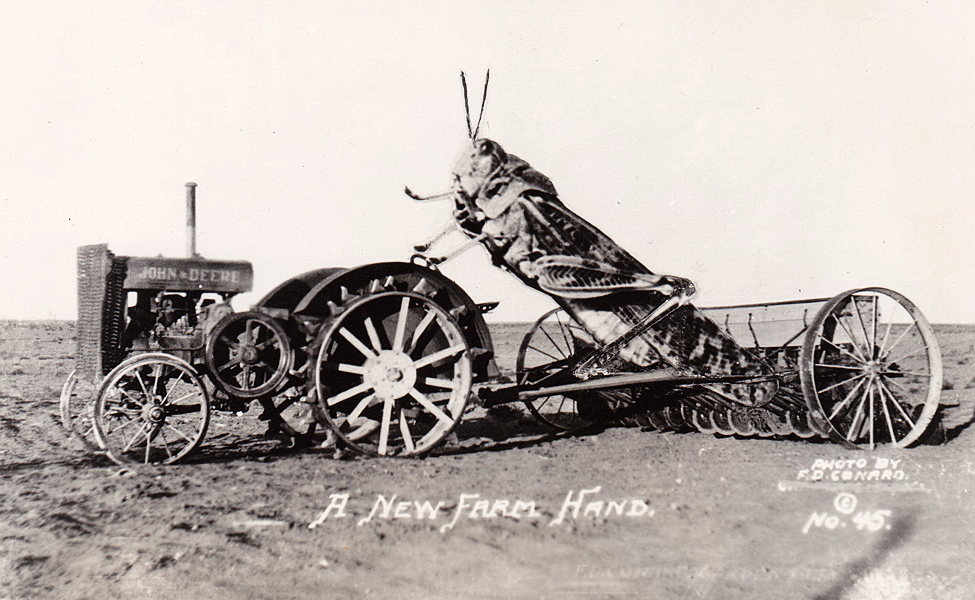 JOHN DEERE
A NEW FARM HAND.
PHOTO BY
F.D. CONARD.
©
No. 45.